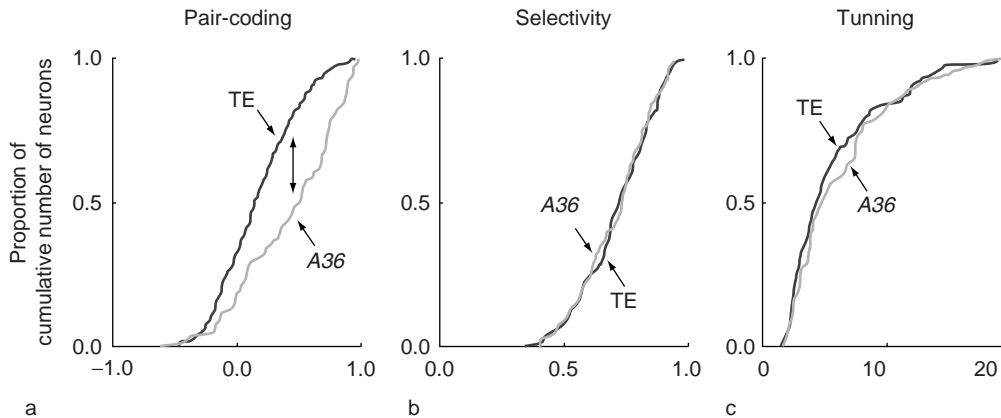 Pair-coding
Selectivity
Tunning
Proportion of
cumulative number of neurons
1.0
0.5
0.0
−1.0
0.0
1.0
TE
A36
a
1.0
0.5
0.0
0.0
0.5
1.0
A36
TE
b
1.0
0.5
0.0
0
10
20
TE
A36
c